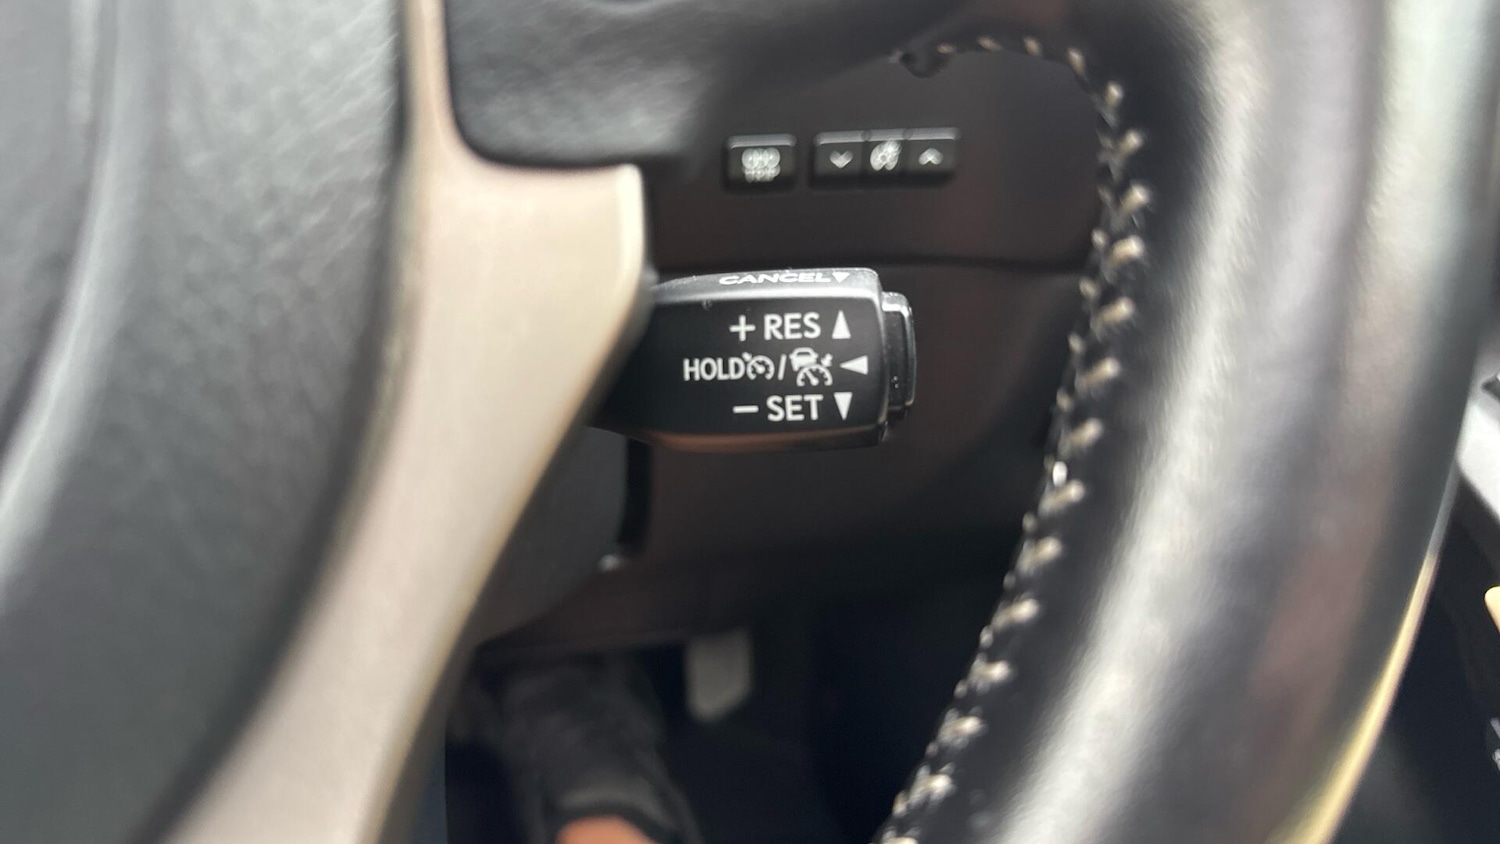 CANCEL▼
+ RES ▲
HOLD / ◄
− SET ▼